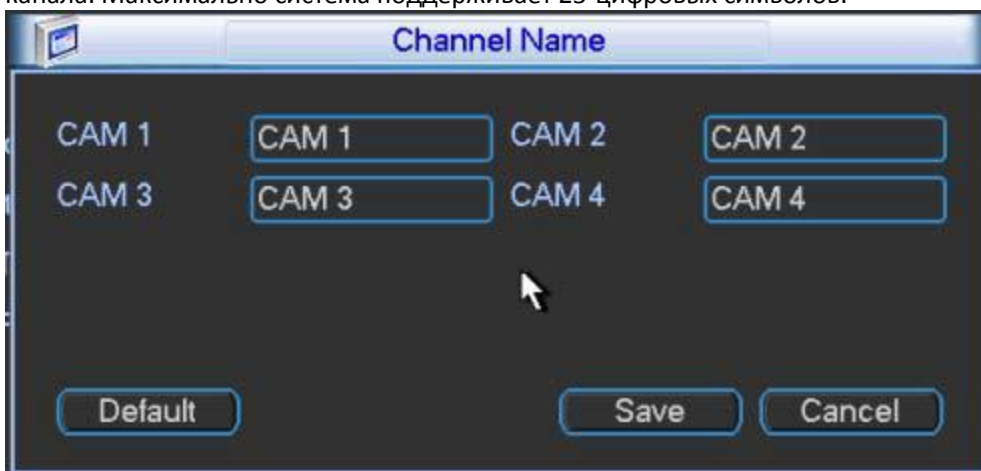 канала. Максимально система поддерживает 25 цифровых символов.
Channel Name
CAM 1 CAM 1 CAM 2 CAM 2
CAM 3 CAM 3 CAM 4 CAM 4
Default Save Cancel